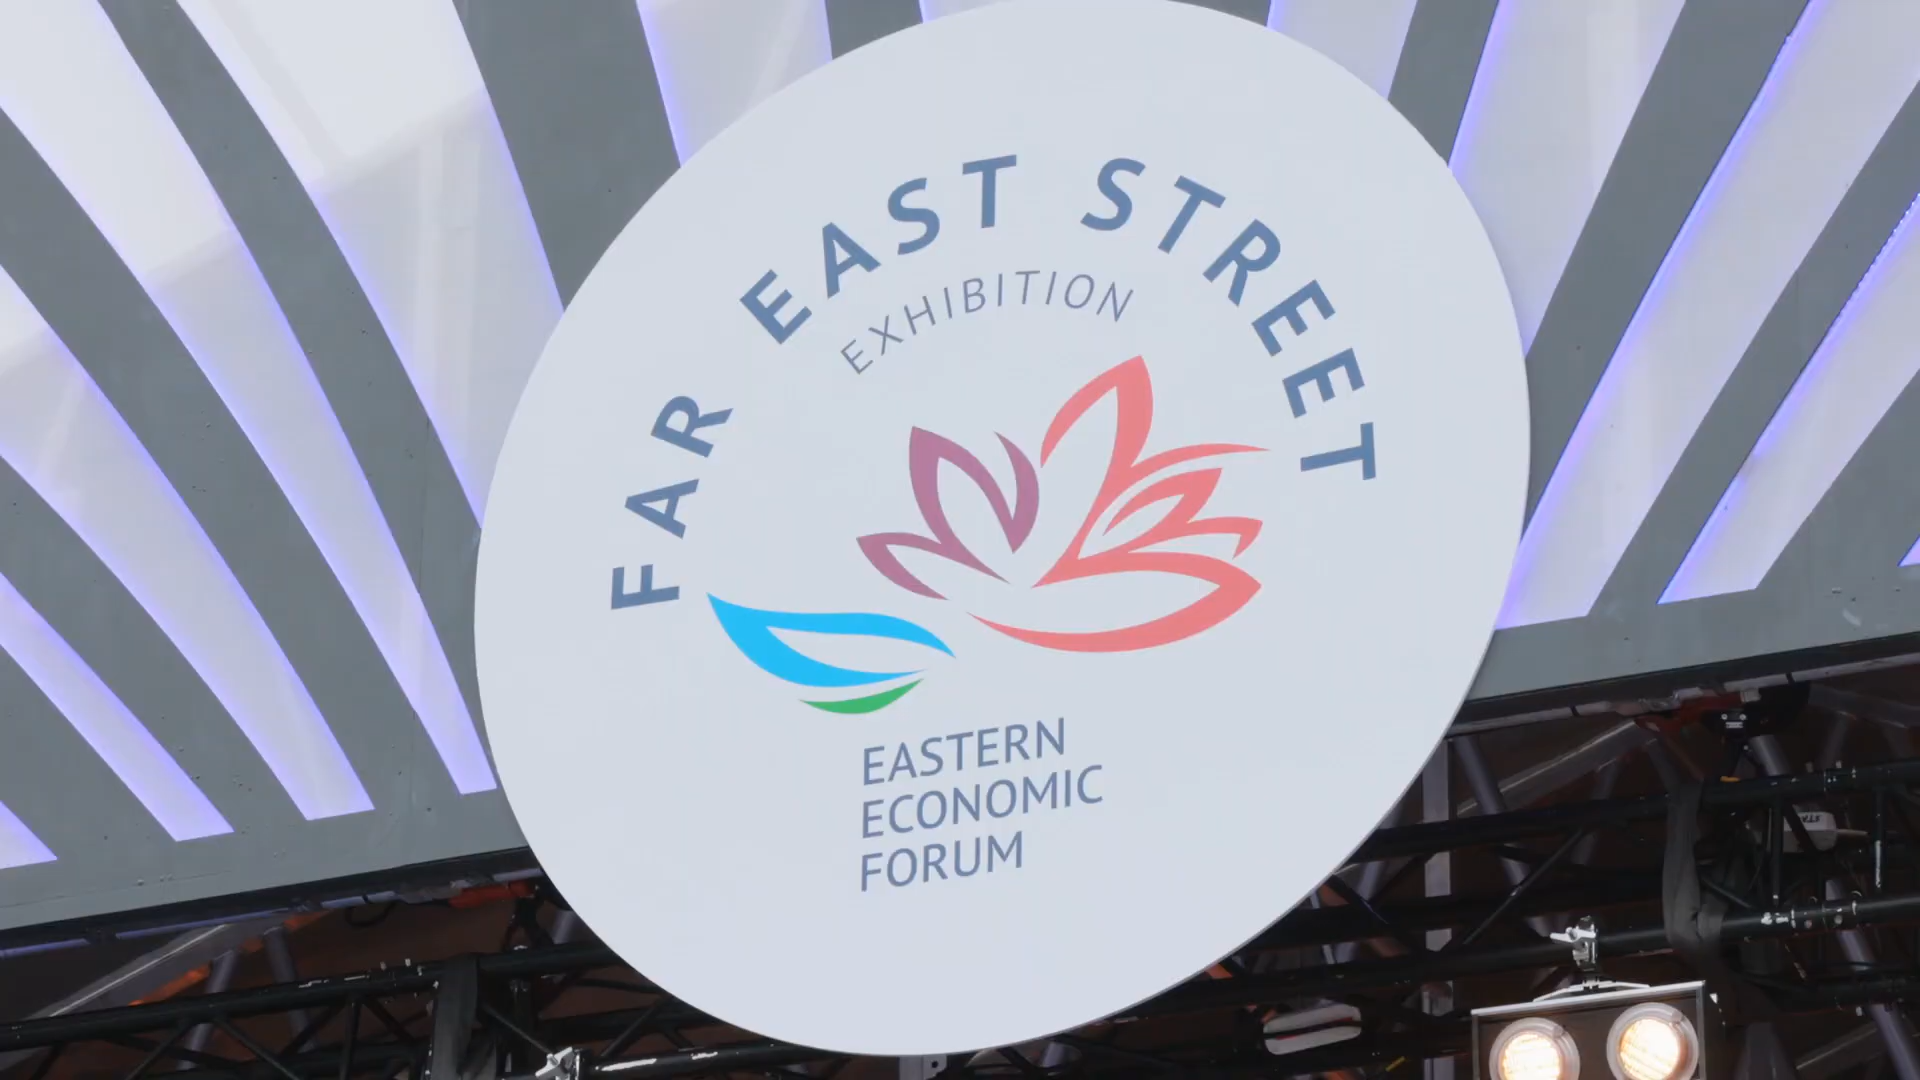 FAR EAST STREET
EXHIBITION
EASTERN
ECONOMIC
FORUM